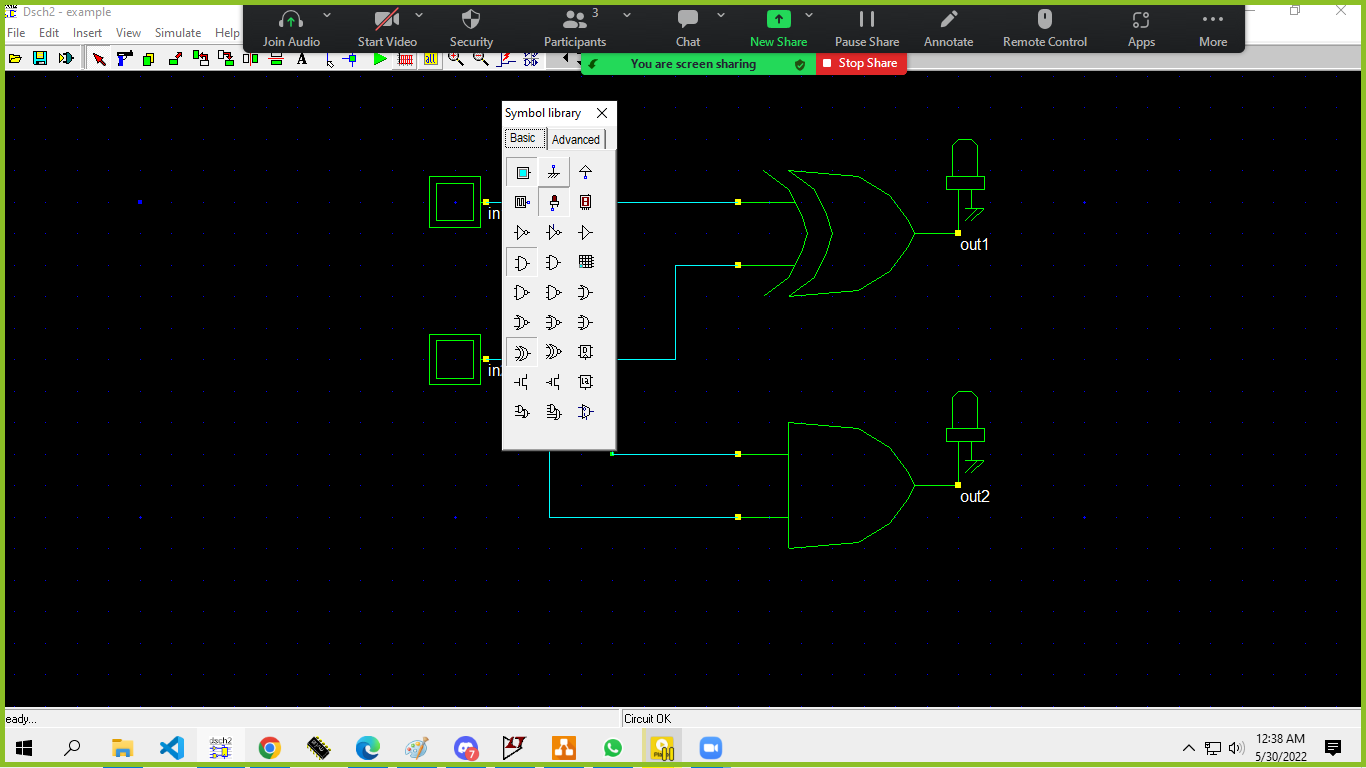 Dsch2 - example
File Edit Insert View Simulate Help
Join Audio Start Video Security Participants 3 Chat New Share Pause Share Annotate Remote Control Apps More
You are screen sharing Stop Share
A
Symbol library
Basic Advanced
in
out1
out2
eady...
Circuit OK
dsch2
7
12:38 AM
5/30/2022